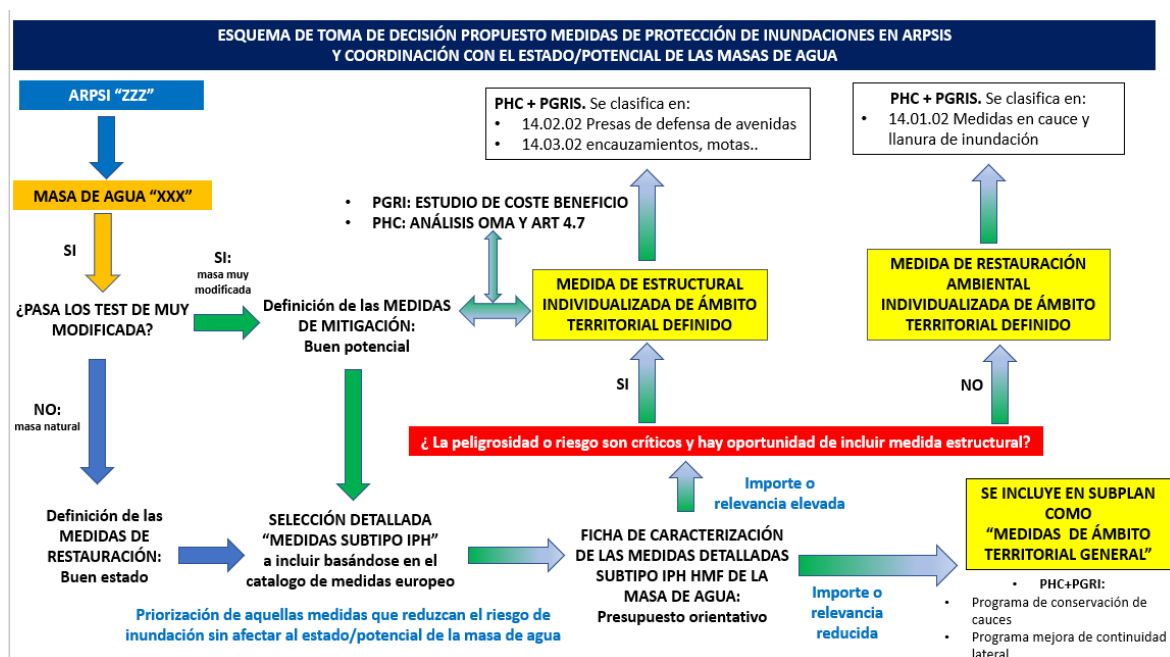 ESQUEMA DE TOMA DE DECISIÓN PROPUESTO MEDIDAS DE PROTECCIÓN DE INUNDACIONES EN ARPSIS
Y COORDINACIÓN CON EL ESTADO/POTENCIAL DE LAS MASAS DE AGUA
ARPSI “ZZZ”
MASA DE AGUA “XXX”
SI
¿PASA LOS TEST DE MUY
MODIFICADA?
SI:
masa muy
modificada
NO:
masa natural
Definición de las
MEDIDAS DE
RESTAURACIÓN:
Buen estado
Definición de las MEDIDAS
DE MITIGACIÓN:
Buen potencial
• PGRI: ESTUDIO DE COSTE BENEFICIO
• PHC: ANÁLISIS OMA Y ART 4.7
PHC + PGRIS. Se clasifica en:
• 14.02.02 Presas de defensa de avenidas
• 14.03.02 encauzamientos, motas..
PHC + PGRIS. Se clasifica en:
• 14.01.02 Medidas en cauce y
llanura de inundación
MEDIDA DE ESTRUCTURAL
INDIVIDUALIZADA DE ÁMBITO
TERRITORIAL DEFINIDO
MEDIDA DE RESTAURACIÓN
AMBIENTAL
INDIVIDUALIZADA DE ÁMBITO
TERRITORIAL DEFINIDO
SI
NO
¿ La peligrosidad o riesgo son críticos y hay oportunidad de incluir medida estructural?
Importe o
relevancia elevada
SELECCIÓN DETALLADA
“MEDIDAS SUBTIPO IPH”
a incluir basándose en el
catalogo de medidas europeo
FICHA DE CARACTERIZACIÓN
DE LAS MEDIDAS DETALLADAS
SUBTIPO IPH HMF DE LA
MASA DE AGUA:
Presupuesto orientativo
Importe o
relevancia
reducida
SE INCLUYE EN SUBPLAN
COMO
“MEDIDAS DE ÁMBITO
TERRITORIAL GENERAL”
• PHC+PGRI:
• Programa de conservación de
cauces
• Programa mejora de continuidad
lateral
Priorización de aquellas medidas que reduzcan el riesgo de
inundación sin afectar al estado/potencial de la masa de agua